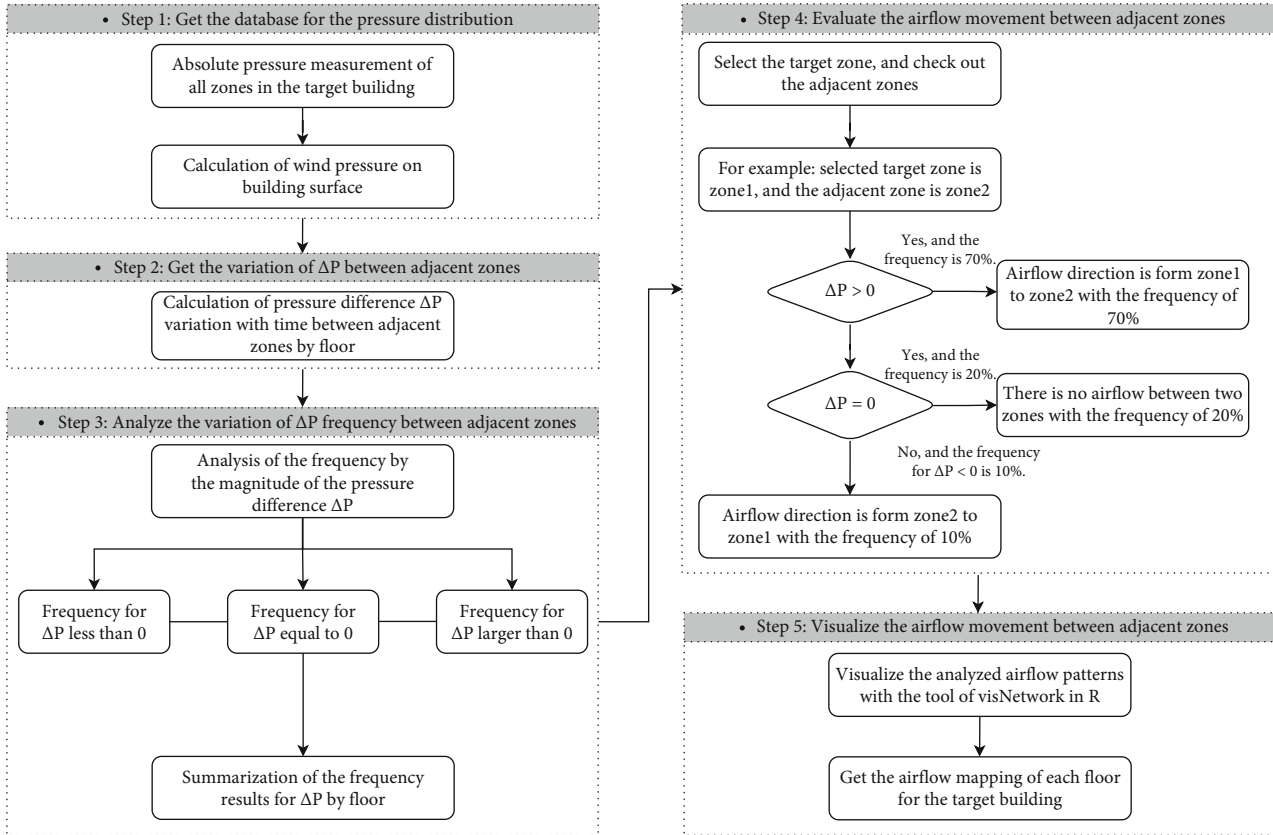 • Step 1: Get the database for the pressure distribution
Absolute pressure measurement of
all zones in the target builidng
Calculation of wind pressure on
building surface
• Step 2: Get the variation of ΔP between adjacent zones
Calculation of pressure difference ΔP
variation with time between adjacent
zones by floor
• Step 3: Analyze the variation of ΔP frequency between adjacent zones
Analysis of the frequency by
the magnitude of the pressure
difference ΔP
Frequency for
ΔP less than 0
Frequency for
ΔP equal to 0
Frequency for
ΔP larger than 0
Summarization of the frequency
results for ΔP by floor
• Step 4: Evaluate the airflow movement between adjacent zones
Select the target zone, and check out
the adjacent zones
For example: selected target zone is
zone1, and the adjacent zone is zone2
Yes, and the
frequency is 70%.
ΔP > 0
Airflow direction is form zone1
to zone2 with the frequency of
70%
Yes, and the
frequency is 20%.
ΔP = 0
There is no airflow between two
zones with the frequency of 20%
No, and the frequency
for ΔP < 0 is 10%.
Airflow direction is form zone2 to
zone1 with the frequency of 10%
• Step 5: Visualize the airflow movement between adjacent zones
Visualize the analyzed airflow patterns
with the tool of visNetwork in R
Get the airflow mapping of each floor
for the target building